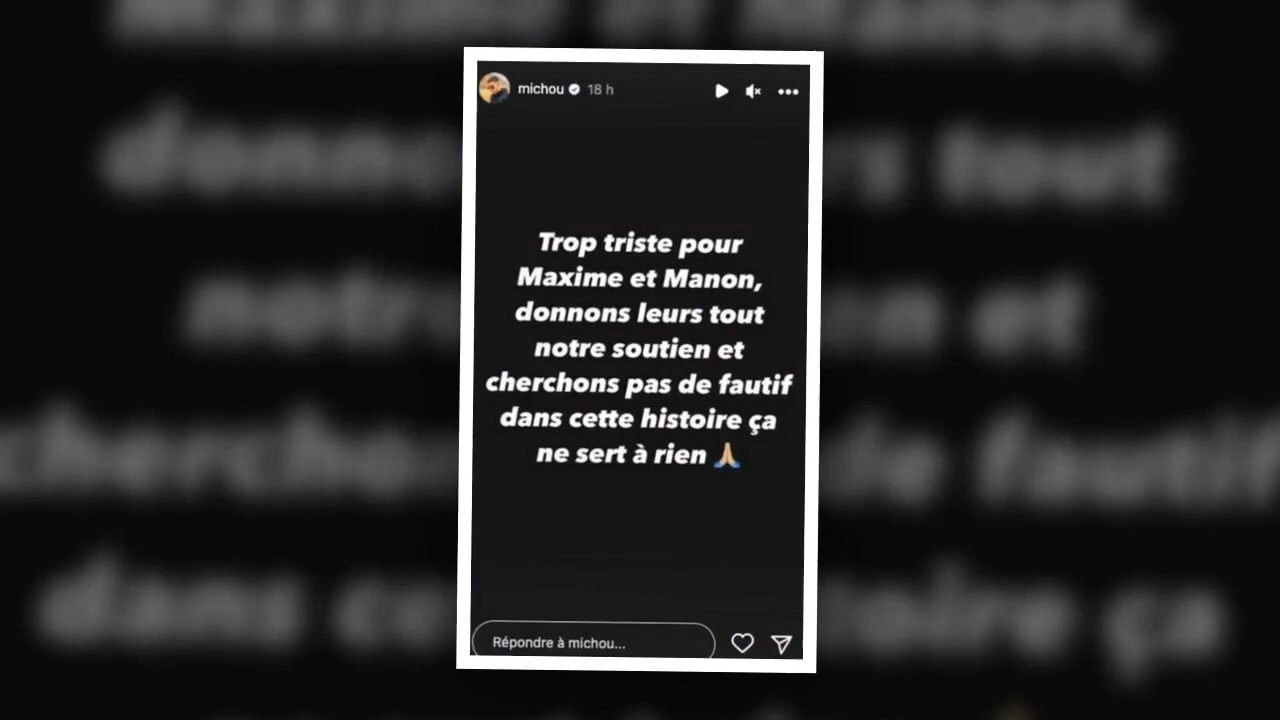 michou 18 h
Trop triste pour
Maxime et Manon,
donnons leurs tout
notre soutien et
cherchons pas de fautif
dans cette histoire ça
ne sert à rien 🙏
Répondre à michou...